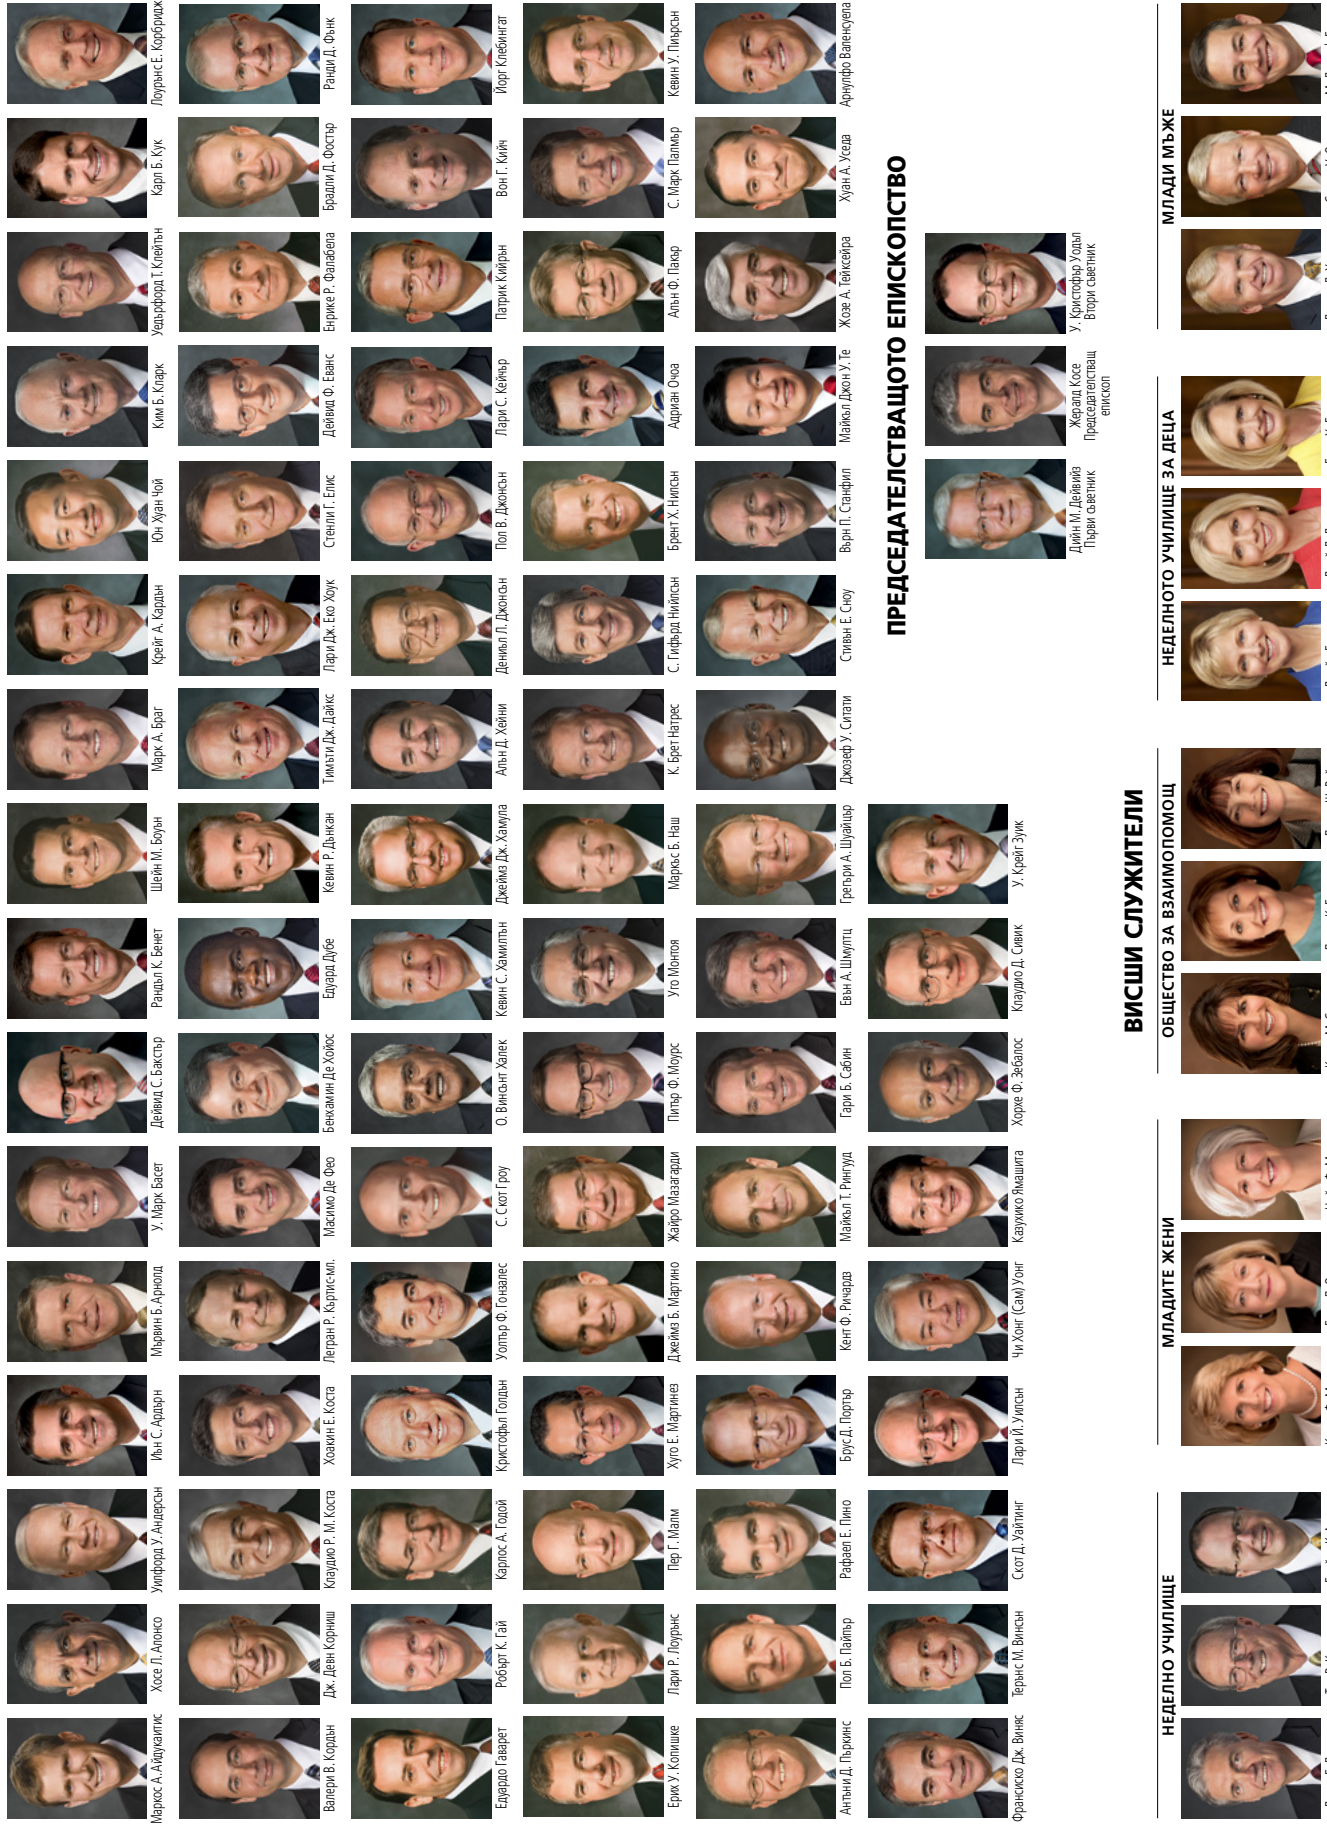 Маркос А. Айдукаитис
Хосе Л. Алонсо
Уилфорд У. Андерсън
Иън С. Ардърн
Мървин Б. Арнолд
У. Марк Басет
Дейвид С. Бакстър
Рандъл К. Бенет
Шейн М. Боуън
Марк А. Браг
Крейг А. Кардън
Юн Хуан Чой
Ким Б. Кларк
Уедърфорд Т. Клейтън
Карл Б. Кук
Лоурънс Е. Корбридж
Валери В. Кордън
Дж. Девн Корниш
Клаудио Р. М. Коста
Хоакин Е. Коста
Легран Р. Къртис-мл.
Масимо Де Фео
Бенхамин Де Хойос
Едуард Дубе
Кевин Р. Дънкан
Тимъти Дж. Дайкс
Лари Дж. Еко Хоук
Стенли Г. Елис
Дейвид Ф. Еванс
Енрике Р. Фалабела
Брадли Д. Фостър
Ранди Д. Фънк
Едуардо Гаварет
Робърт К. Гай
Карлос А. Годой
Кристофъл Голдън
Уолтър Ф. Гонзалес
С. Скот Гроу
О. Винсънт Халек
Кевин С. Хамилтън
Джеймз Дж. Хамула
Алън Д. Хейни
Дениъл Л. Джонсън
Пол В. Джонсън
Лари С. Кейчър
Патрик Кийрън
Вон Г. Кийч
Йорг Клебингат
Ерих У. Копишке
Лари Р. Лоурънс
Пер Г. Малм
Хуго Е. Мартинез
Джеймз Б. Мартино
Жайро Мазагарди
Питър Ф. Моурс
Уго Монтоя
Маркъс Б. Наш
К. Брет Натрес
С. Гифърд Нийлсън
Брент Х. Нилсън
Адриан Очоа
Алън Ф. Пакър
С. Марк Палмър
Кевин У. Пиърсън
Антъни Д. Пъркинс
Пол Б. Пайпър
Рафаел Е. Пино
Брус Д. Портър
Кент Ф. Ричардз
Майкъл Т. Рингууд
Гари Б. Сабин
Евън А. Шмултц
Грегъри А. Шуайцър
Джозеф У. Ситати
Стивън Е. Сноу
Върн П. Станфил
Майкъл Джон У. Те
Жозе А. Тейксейра
Хуан А. Уседа
Арнулфо Валенсуела
Франиско Дж. Виняс
Терънс М. Винсън
Скот Д. Уайтинг
Лари Й. Уилсън
Чи Хонг (Сам) Уонг
Казухико Ямашита
Хорхе Ф. Зебалос
Клаудио Д. Сивик
У. Крейг Зуик
ПРЕДСЕДАТЕЛСТВАЩОТО ЕПИСКОПСТВО
Дийн М. Дейвийз
Първи съветник
Жералд Косе
Председателстващ
епископ
У. Кристофър Уодъл
Втори съветник
ВИСШИ СЛУЖИТЕЛИ
НЕДЕЛНО УЧИЛИЩЕ
МЛАДИТЕ ЖЕНИ
ОБЩЕСТВО ЗА ВЗАИМОПОМОЩ
НЕДЕЛНОТО УЧИЛИЩЕ ЗА ДЕЦА
МЛАДИ МЪЖЕ